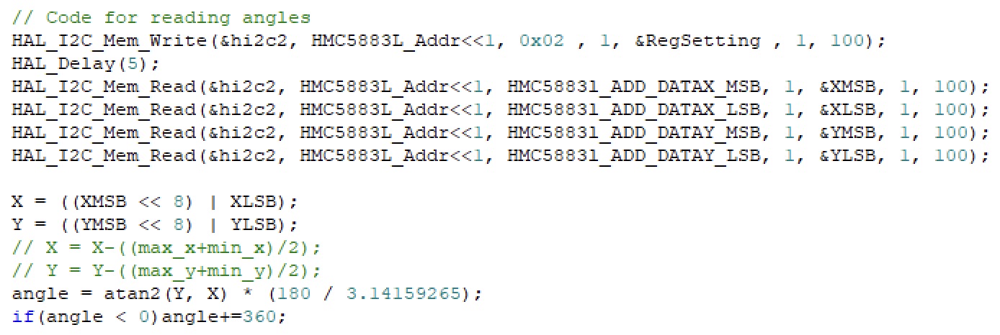 // Code for reading angles
HAL_I2C_Mem_Write(&hi2c2, HMC5883L_Addr<<1, 0x02 , 1, &RegSetting , 1, 100);
HAL_Delay(5);
HAL_I2C_Mem_Read(&hi2c2, HMC5883L_Addr<<1, HMC5883l_ADD_DATAX_MSB, 1, &XMSB, 1, 100);
HAL_I2C_Mem_Read(&hi2c2, HMC5883L_Addr<<1, HMC5883l_ADD_DATAX_LSB, 1, &XLSB, 1, 100);
HAL_I2C_Mem_Read(&hi2c2, HMC5883L_Addr<<1, HMC5883l_ADD_DATAY_MSB, 1, &YMSB, 1, 100);
HAL_I2C_Mem_Read(&hi2c2, HMC5883L_Addr<<1, HMC5883l_ADD_DATAY_LSB, 1, &YLSB, 1, 100);
X = ((XMSB << 8) | XLSB);
Y = ((YMSB << 8) | YLSB);
// X = X-((max_x+min_x)/2);
// Y = Y-((max_y+min_y)/2);
angle = atan2(Y, X) * (180 / 3.14159265);
if(angle < 0)angle+=360;